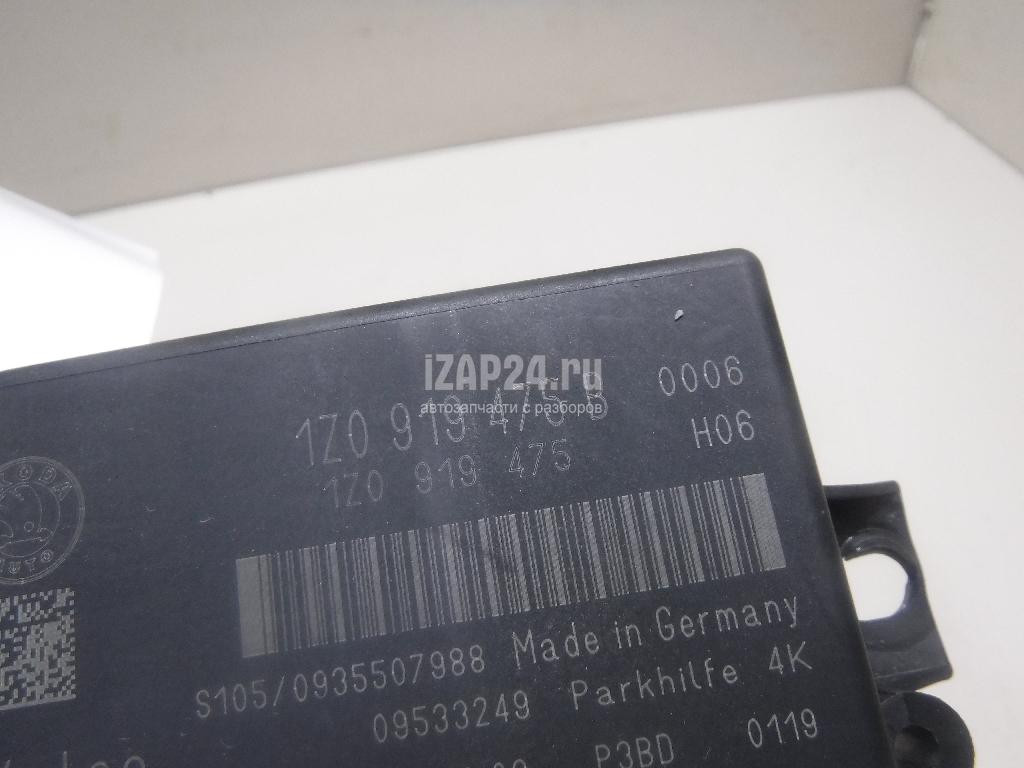 iZAP24.ru
автозапчасти с разборов
1Z0 919 475 B 0006
1Z0 919 475 H06
S105/0935507988 Made in Germany
09533249 Parkhilfe 4K
P3BD 0119